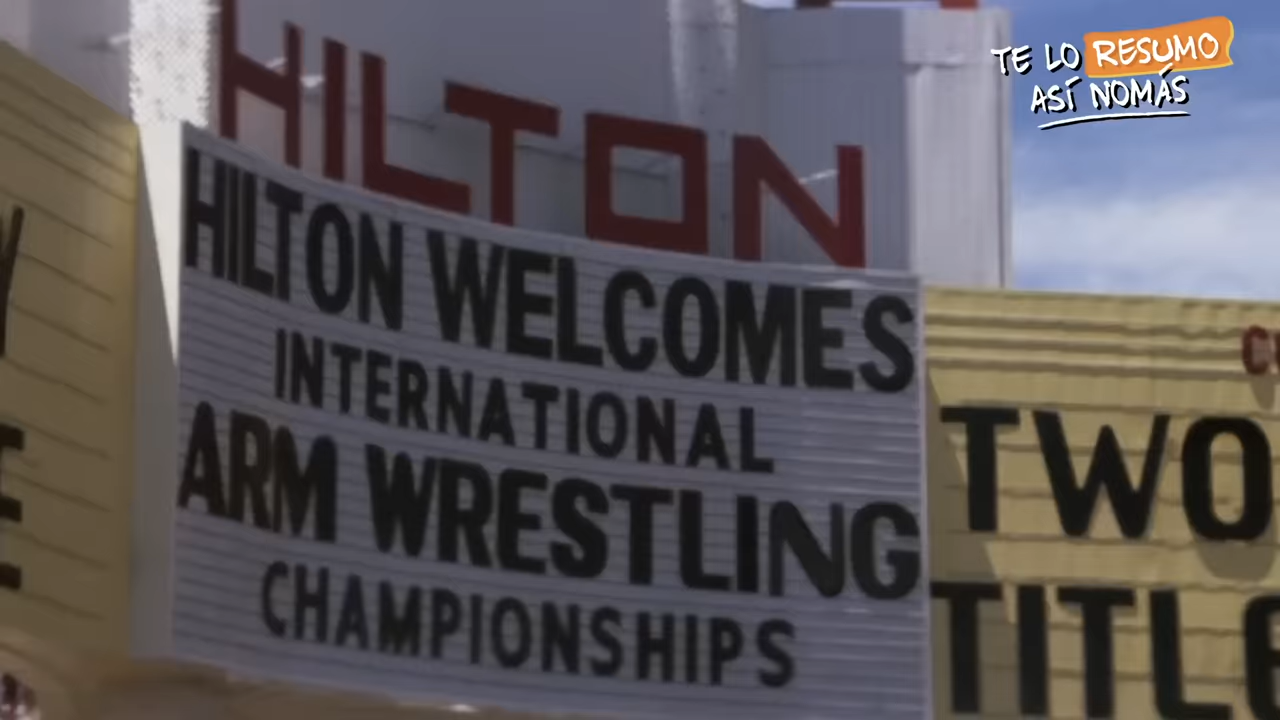 TE LO RESUMO
ASÍ NOMÁS
HILTON
HILTON WELCOMES
INTERNATIONAL
ARM WRESTLING
CHAMPIONSHIPS
TWO
TITLE